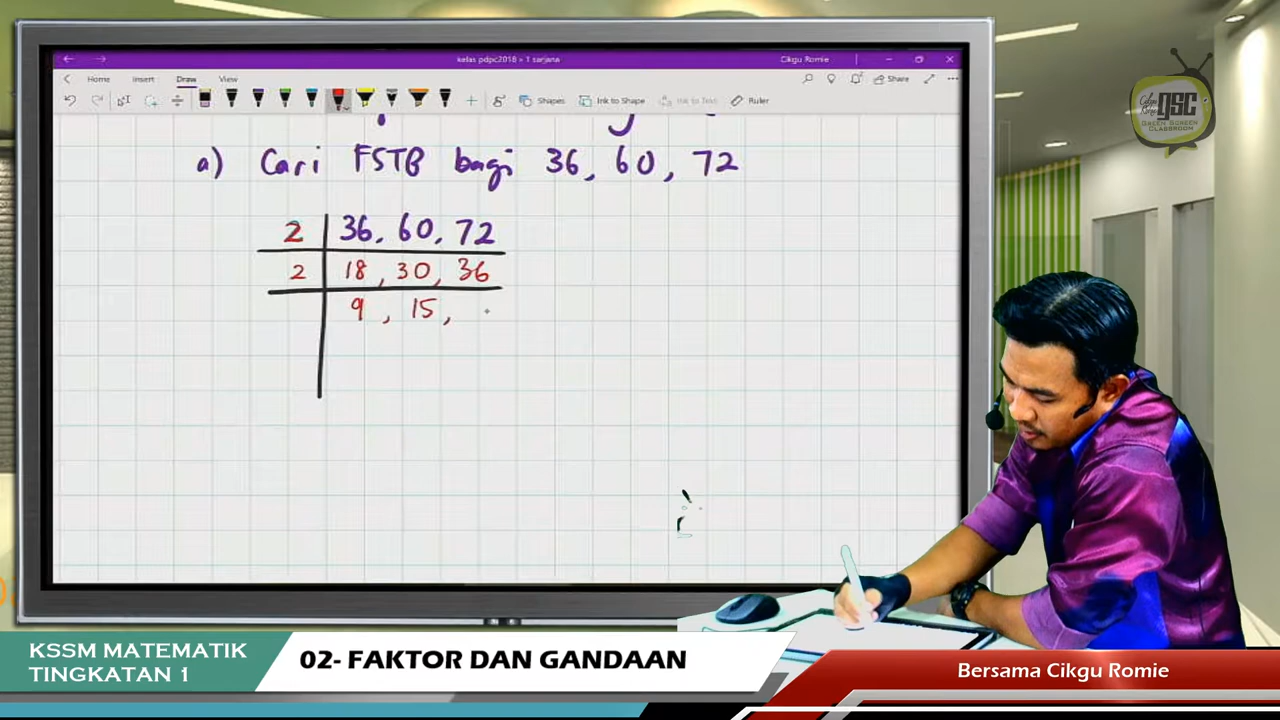 kelas pdpc2018 » 1 sarjana
Cikgu Romie
Home Insert Draw View
Share
Shapes Ink to Shape Ink to Text Ruler
a) Cari FSTB bagi 36, 60, 72
2 36, 60, 72
2 18, 30, 36
9, 15,
gsc
GREEN SCREEN
CLASSROOM
KSSM MATEMATIK
TINGKATAN 1
02- FAKTOR DAN GANDAAN
Bersama Cikgu Romie